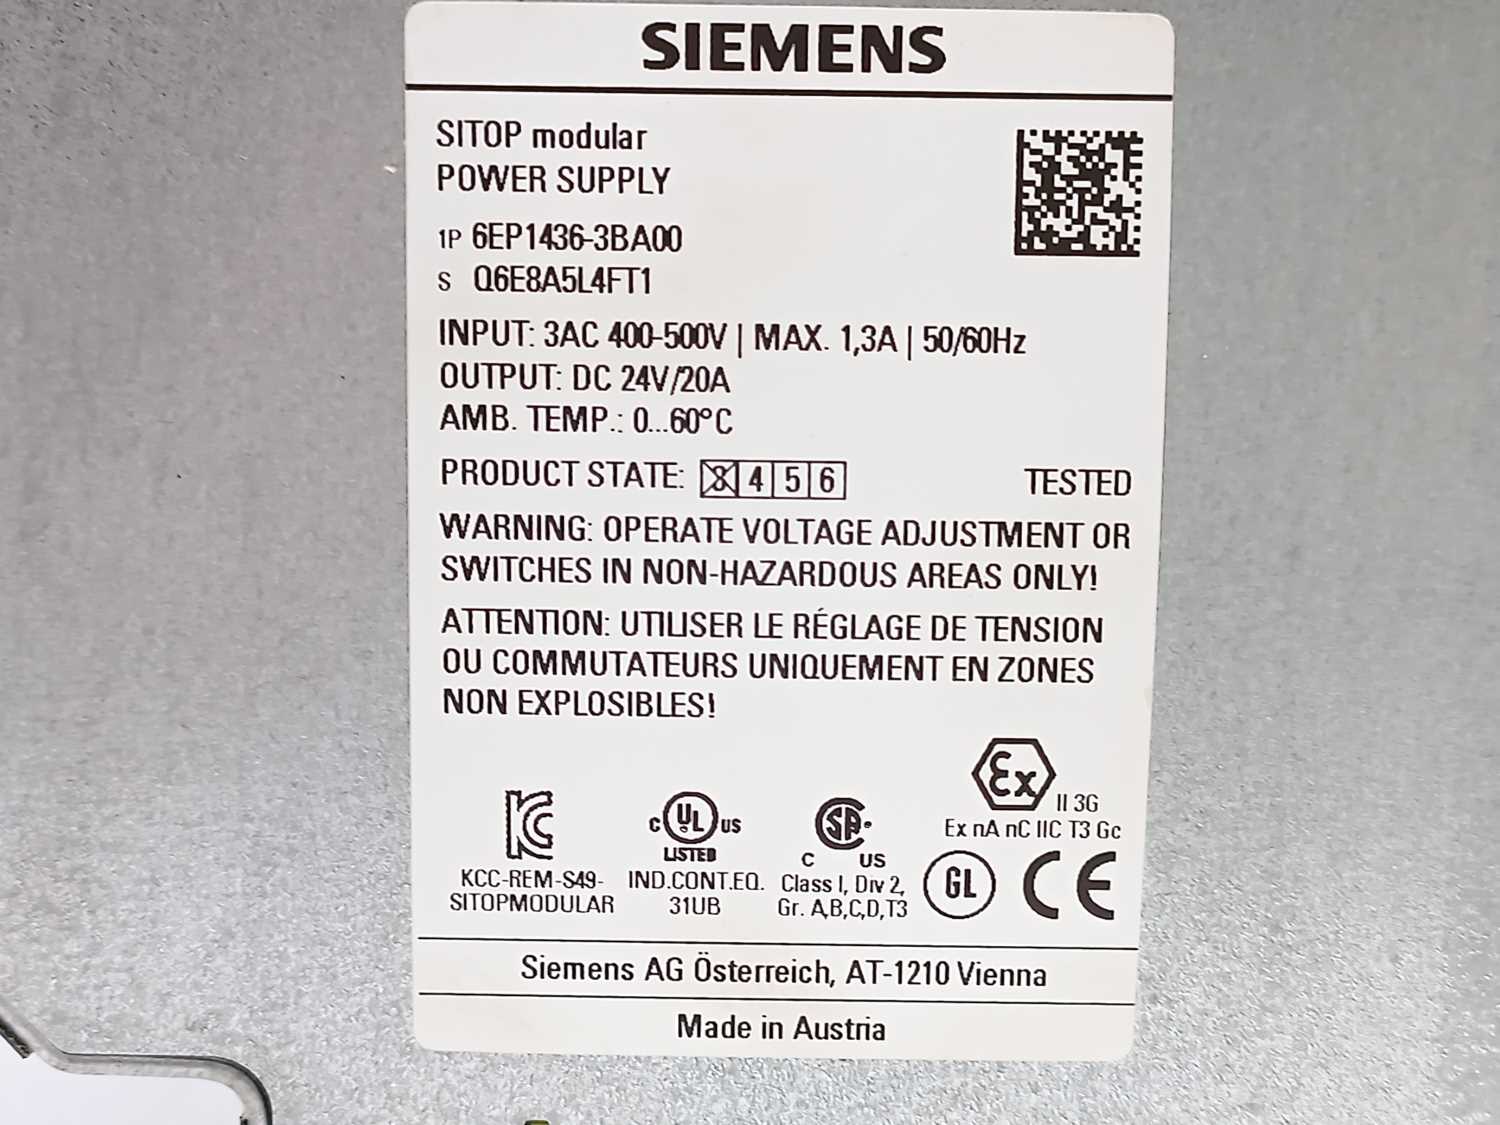 SIEMENS
SITOP modular
POWER SUPPLY
1P 6EP1436-3BA00
S Q6E8A5L4FT1
INPUT: 3AC 400-500V | MAX. 1,3A | 50/60Hz
OUTPUT: DC 24V/20A
AMB. TEMP.: 0...60°C
PRODUCT STATE: 3 4 5 6 TESTED
WARNING: OPERATE VOLTAGE ADJUSTMENT OR
SWITCHES IN NON-HAZARDOUS AREAS ONLY!
ATTENTION: UTILISER LE RÉGLAGE DE TENSION
OU COMMUTATEURS UNIQUEMENT EN ZONES
NON EXPLOSIBLES!
Ex II 3G
Ex nA nC IIC T3 Gc
KC
KCC-REM-S49-
SITOPMODULAR
C UL US
LISTED
IND.CONT.EQ.
31UB
SA
C US
Class I, Div 2,
Gr. A,B,C,D,T3
GL CE
Siemens AG Österreich, AT-1210 Vienna
Made in Austria